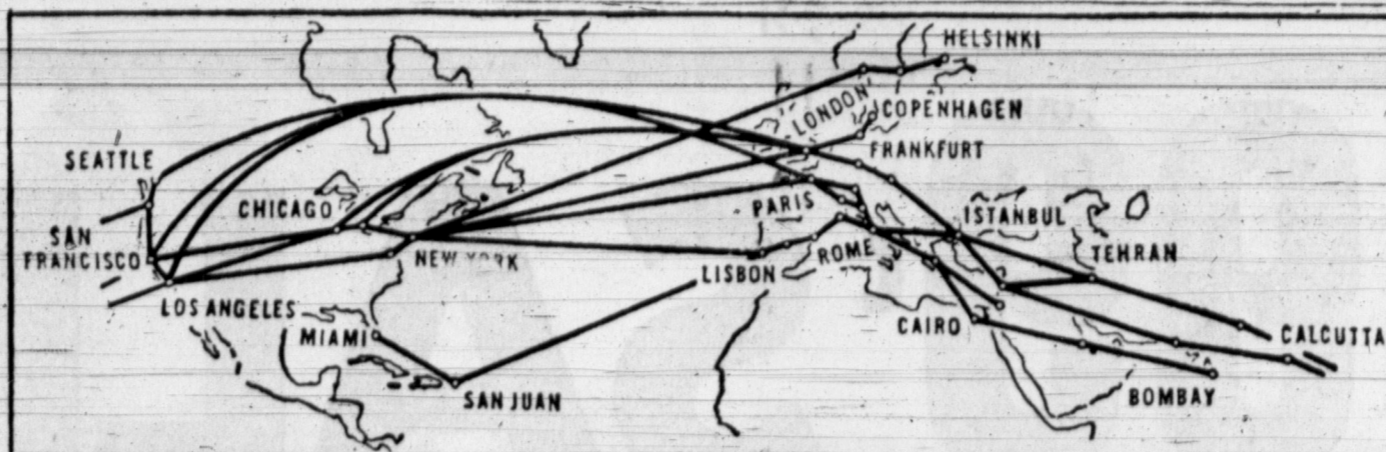 HELSINKI
COPENHAGEN
LONDON
FRANKFURT
SEATTLE
CHICAGO
PARIS
ISTANBUL
SAN
FRANCISCO
NEW YORK
LISBON
ROME
TEHRAN
LOS ANGELES
MIAMI
CAIRO
CALCUTTA
SAN JUAN
BOMBAY